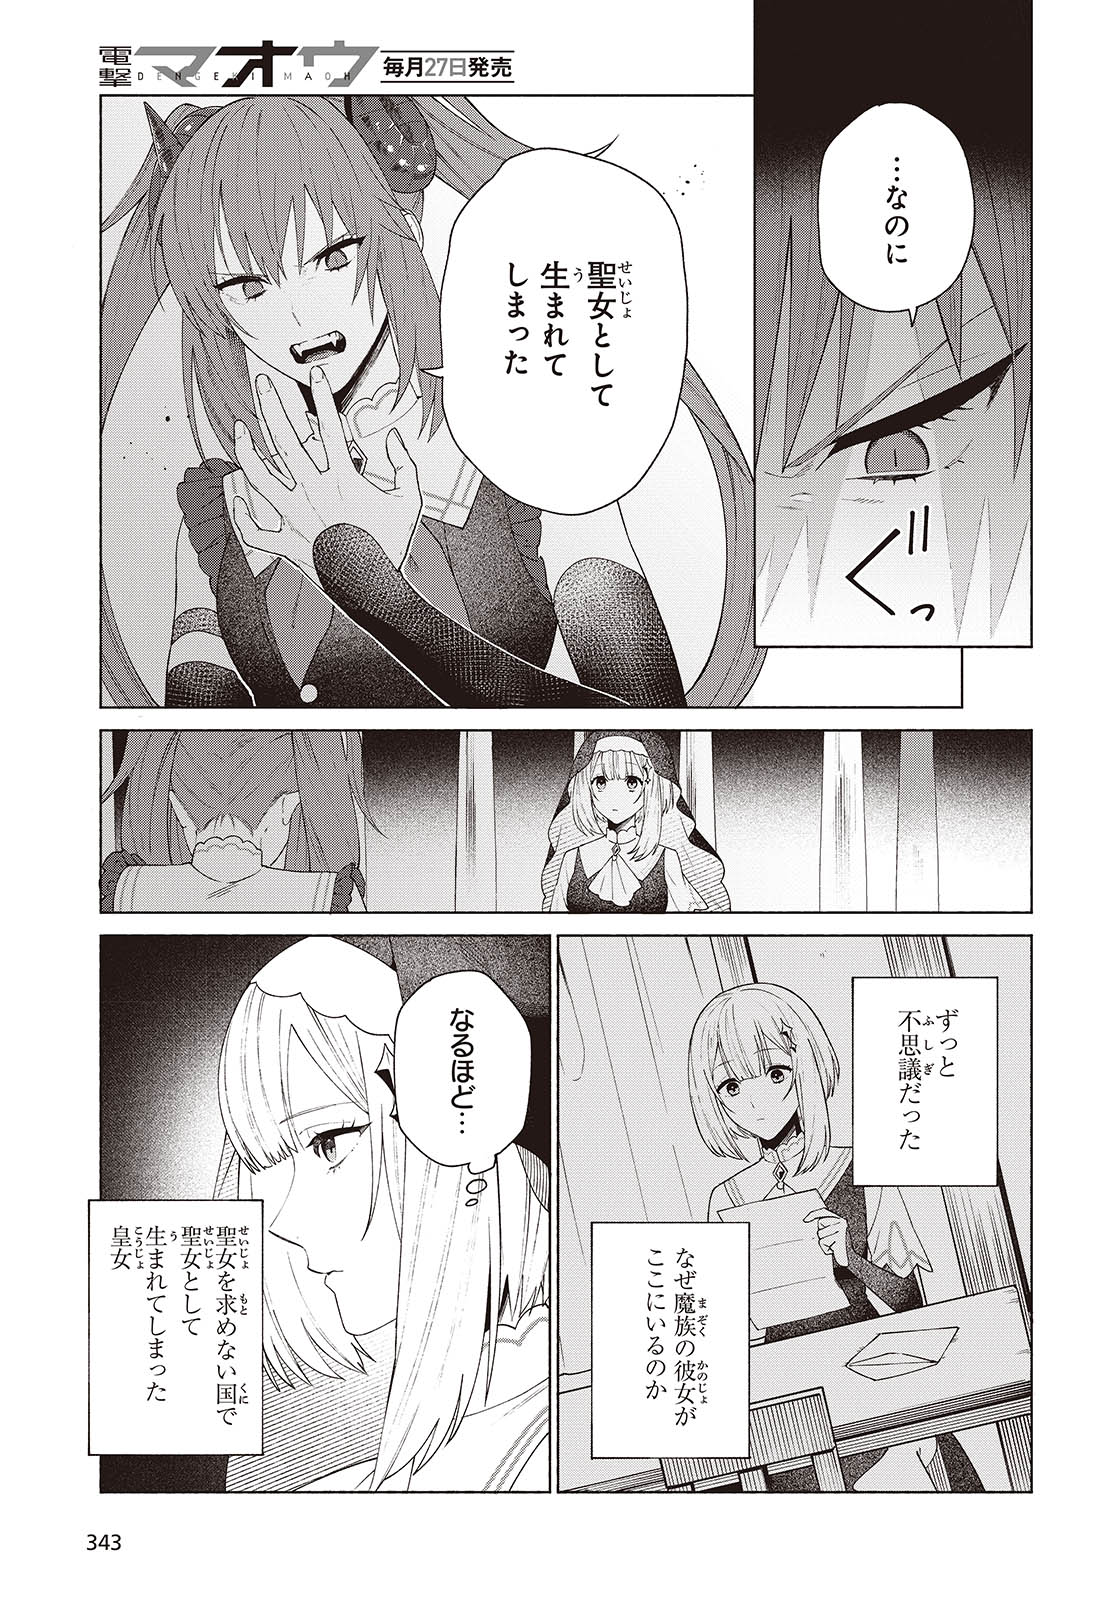 電撃マオウ
DENGEKI MAOH
毎月27日発売
…なのに
ぐっ
聖女として
生まれて
しまった
ずっと
不思議だった
なぜ魔族の彼女が
ここにいるのか
なるほど…
聖女を求めない国で
聖女として
生まれてしまった
皇女
343